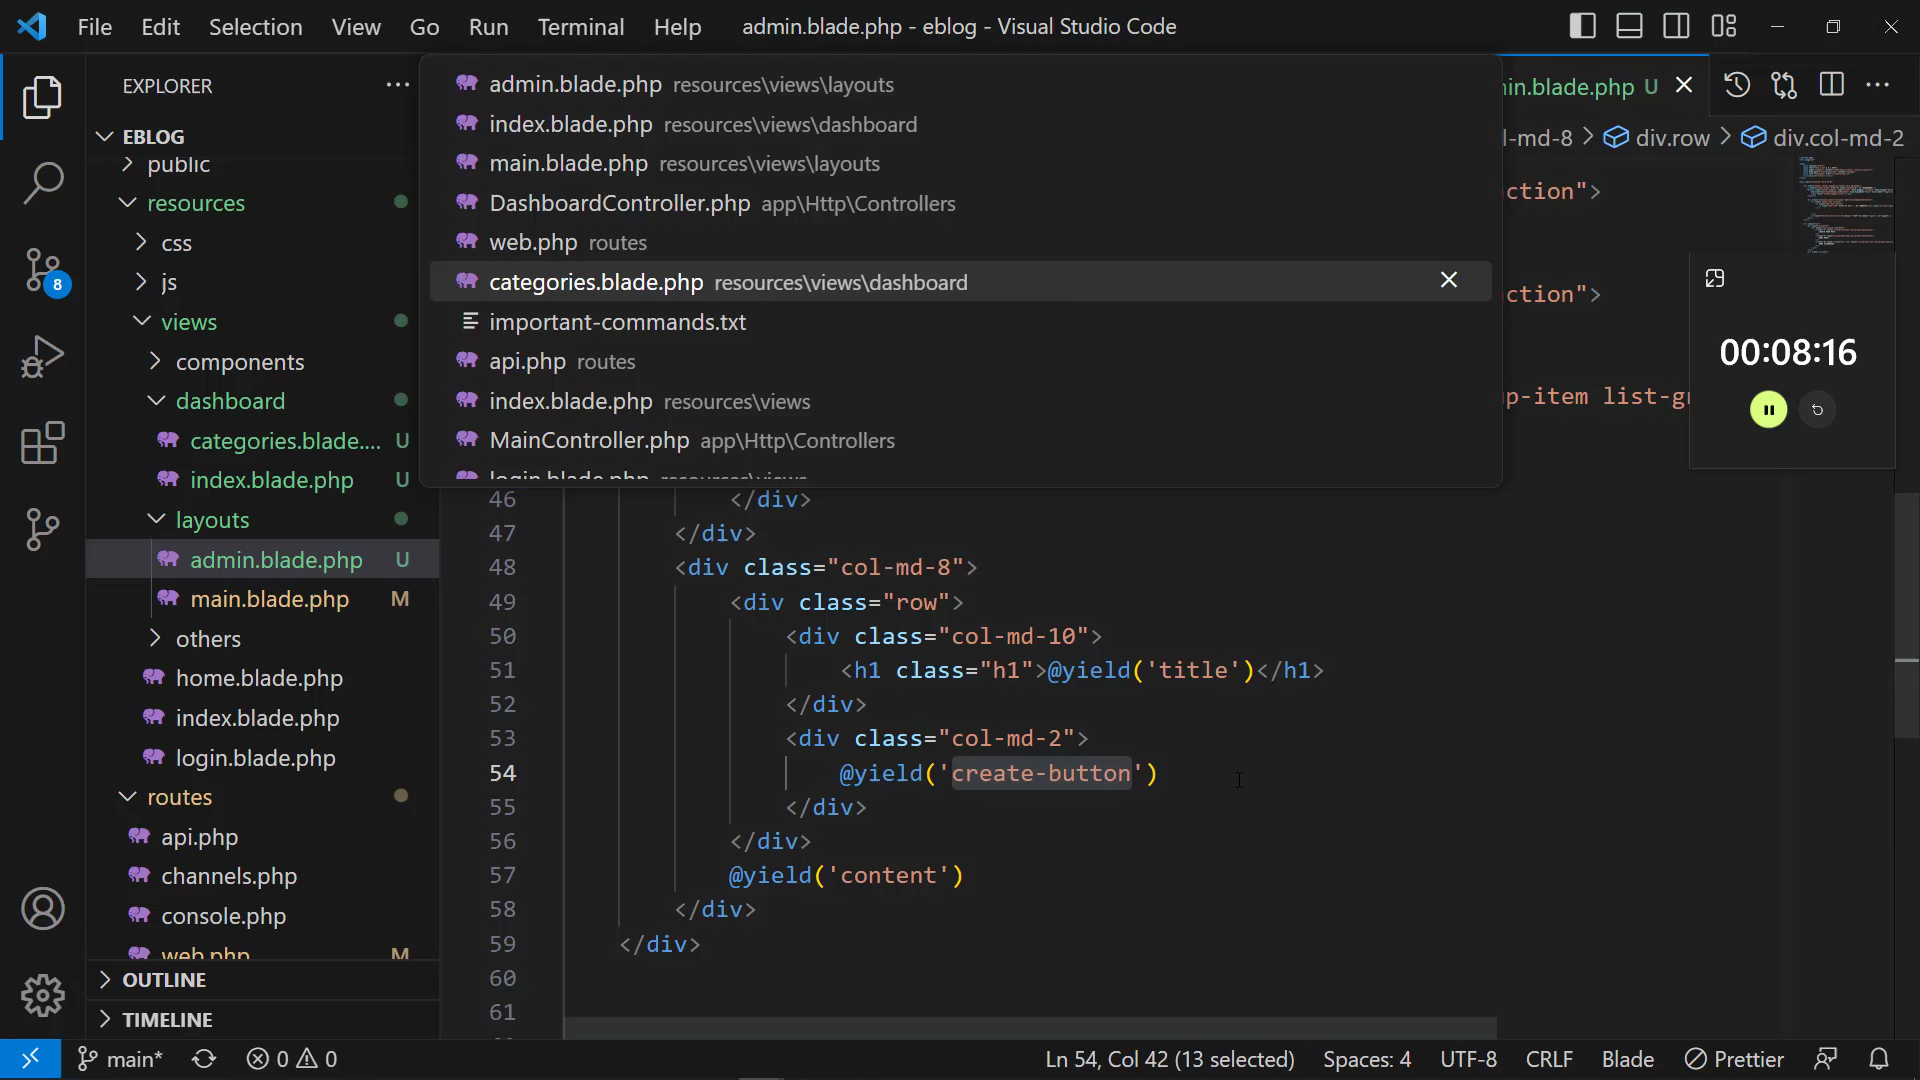 File Edit Selection View Go Run Terminal Help admin.blade.php - eblog - Visual Studio Code
EXPLORER
EBLOG
public
resources
css
js
views
components
dashboard
categories.blade.... U
index.blade.php U
layouts
admin.blade.php U
main.blade.php M
others
home.blade.php
index.blade.php
login.blade.php
routes
api.php
channels.php
console.php
web.php M
OUTLINE
TIMELINE
8
admin.blade.php resources\views\layouts
index.blade.php resources\views\dashboard
main.blade.php resources\views\layouts
DashboardController.php app\Http\Controllers
web.php routes
categories.blade.php resources\views\dashboard
important-commands.txt
api.php routes
index.blade.php resources\views
MainController.php app\Http\Controllers
login.blade.php resources\views
in.blade.php U
l-md-8 > div.row > div.col-md-2
ction">
ction">
p-item list-g
00:08:16
46 </div>
47 </div>
48 <div class="col-md-8">
49 <div class="row">
50 <div class="col-md-10">
51 <h1 class="h1">@yield('title')</h1>
52 </div>
53 <div class="col-md-2">
54 @yield('create-button')
55 </div>
56 </div>
57 @yield('content')
58 </div>
59 </div>
60
61
main* 0 0 Ln 54, Col 42 (13 selected) Spaces: 4 UTF-8 CRLF Blade Prettier